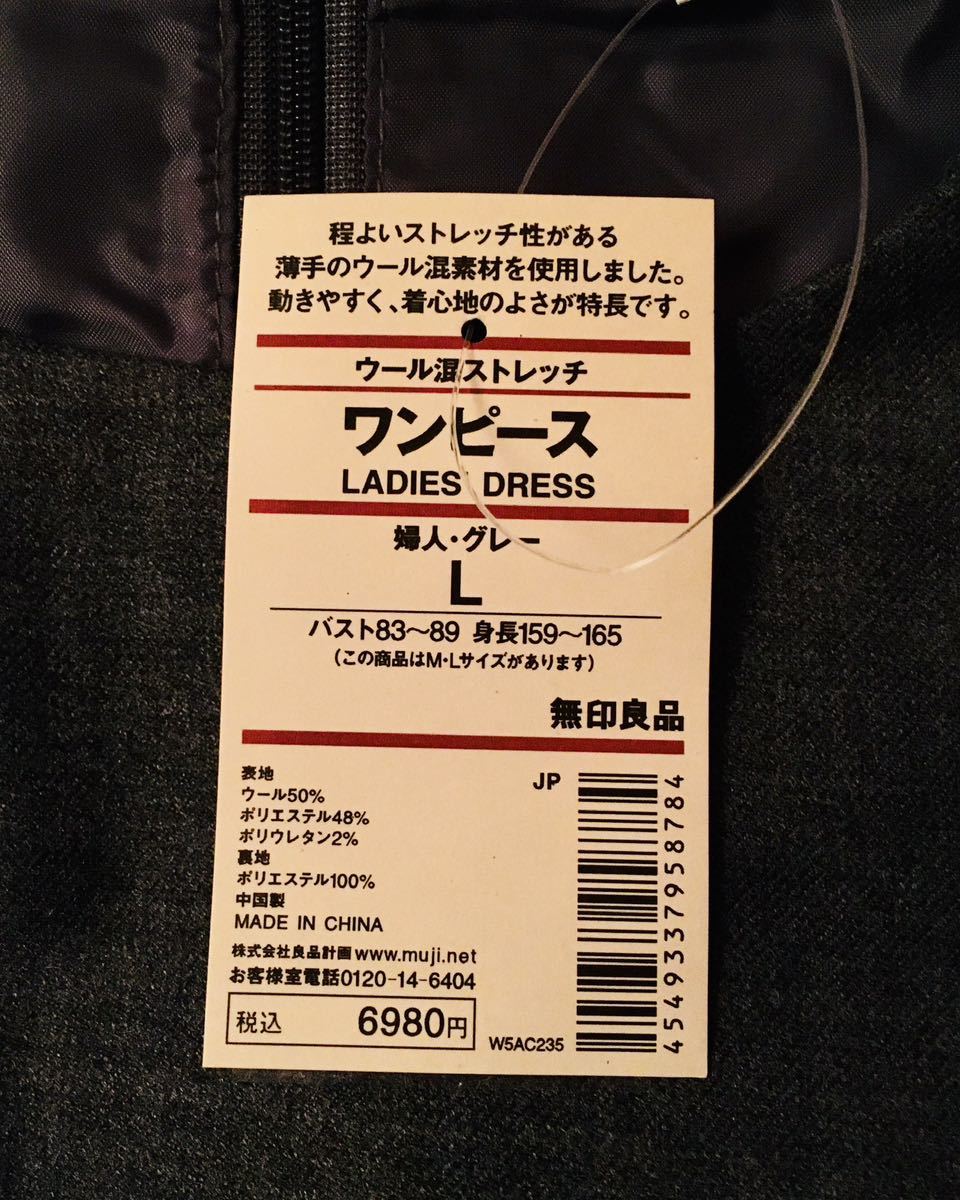 程よいストレッチ性がある
薄手のウール混素材を使用しました。
動きやすく、着心地のよさが特長です。
ウール混ストレッチ
ワンピース
LADIES' DRESS
婦人・グレー
L
バスト83〜89 身長159〜165
(この商品はM・Lサイズがあります)
無印良品
表地
ウール50%
ポリエステル48%
ポリウレタン2%
裏地
ポリエステル100%
中国製
MADE IN CHINA
株式会社良品計画 www.muji.net
お客様室電話0120-14-6404
税込 6980円
JP
4549337958784
W5AC235